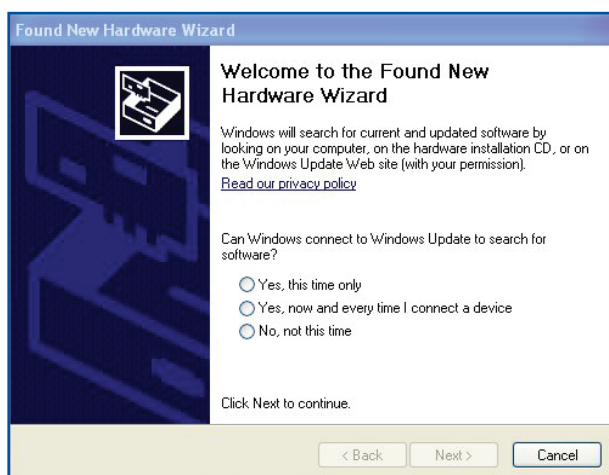 Found New Hardware Wizard
Welcome to the Found New
Hardware Wizard
Windows will search for current and updated software by
looking on your computer, on the hardware installation CD, or on
the Windows Update Web site (with your permission).
Read our privacy policy
Can Windows connect to Windows Update to search for
software?
Yes, this time only
Yes, now and every time I connect a device
No, not this time
Click Next to continue.
< Back Next > Cancel